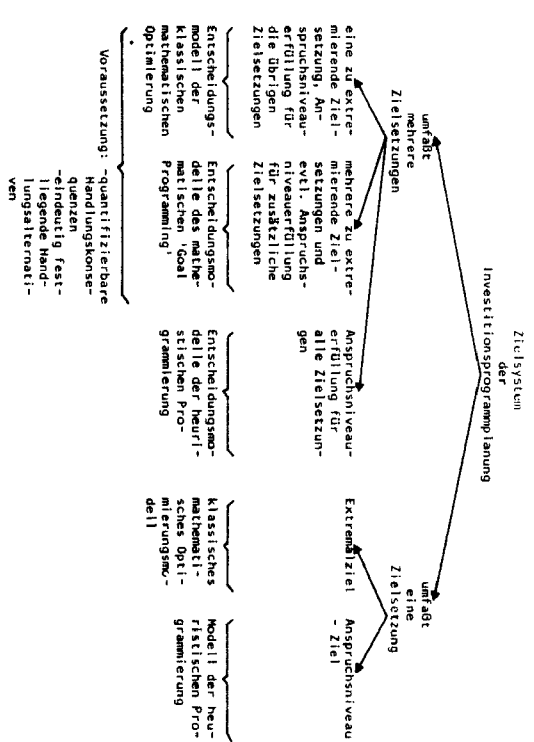 Zielsystem
der
Investitionsprogrammplanung
umfaßt
mehrere
Zielsetzungen
umfaßt
eine
Zielsetzung
eine zu extre-
mierende Ziel-
setzung, An-
spruchsniveau-
erfüllung für
die übrigen
Zielsetzungen
mehrere zu extre-
mierende Ziel-
setzungen und
evtl. Anspruchs-
niveauerfüllung
für zusätzliche
Zielsetzungen
Anspruchsniveau-
erfüllung für
alle Zielsetzun-
gen
Extremalziel
Anspruchsniveau
- Ziel
Entscheidungs-
modell der
klassischen
mathematischen
Optimierung
Entscheidungsmo-
delle des mathe-
matischen 'Goal
Programming'
Entscheidungsmo-
delle der heuri-
stischen Pro-
grammierung
klassisches
mathemati-
sches Opti-
mierungsmo-
dell
Modell der heu-
ristischen Pro-
grammierung
Voraussetzung: -quantifizierbare
Handlungskonse-
quenzen
-eindeutig fest-
liegende Hand-
lungsalternati-
ven